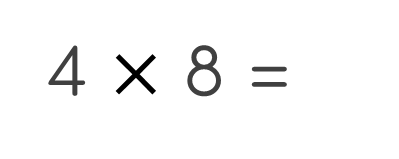 4 × 8 =